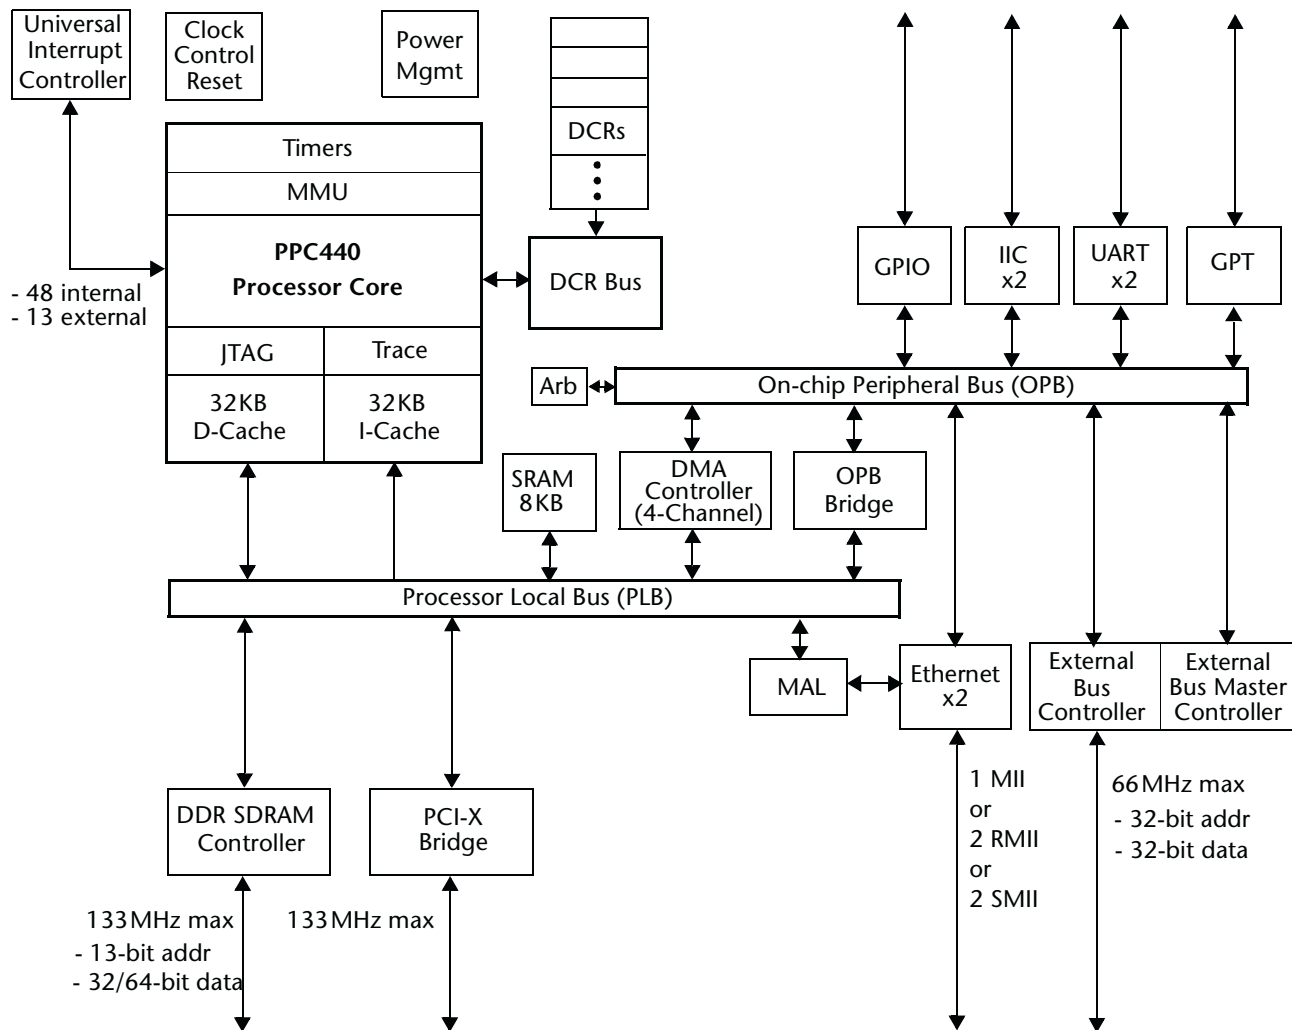 Universal
Interrupt
Controller
Clock
Control
Reset
Power
Mgmt
DCRs
Timers
MMU
PPC440
Processor Core
DCR Bus
- 48 internal
- 13 external
JTAG
Trace
32KB
D-Cache
32KB
I-Cache
GPIO
IIC
x2
UART
x2
GPT
Arb
On-chip Peripheral Bus (OPB)
SRAM
8KB
DMA
Controller
(4-Channel)
OPB
Bridge
Processor Local Bus (PLB)
MAL
Ethernet
x2
External
Bus
Controller
External
Bus Master
Controller
DDR SDRAM
Controller
PCI-X
Bridge
1 MII
or
2 RMII
or
2 SMII
66MHz max
- 32-bit addr
- 32-bit data
133MHz max
- 13-bit addr
- 32/64-bit data
133MHz max